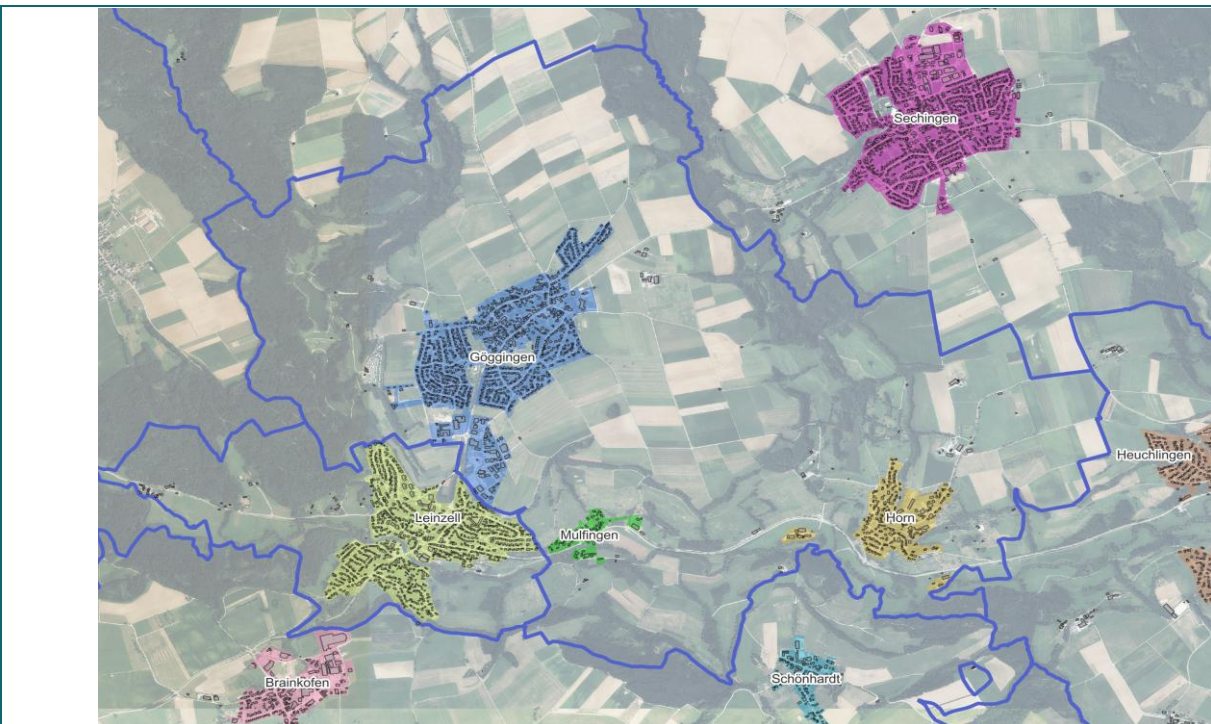 Sechingen
Göggingen
Heuchlingen
Leinzell
Horn
Mulfingen
Schönhardt
Brainkofen